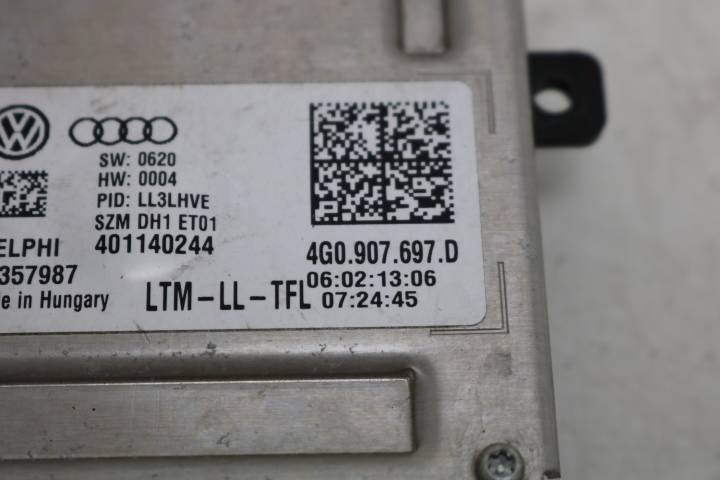 SW: 0620
HW: 0004
PID: LL3LHVE
SZM DH1 ET01
ELPHI 401140244
357987
e in Hungary
LTM-LL-TFL
4G0.907.697.D
06:02:13:06
07:24:45